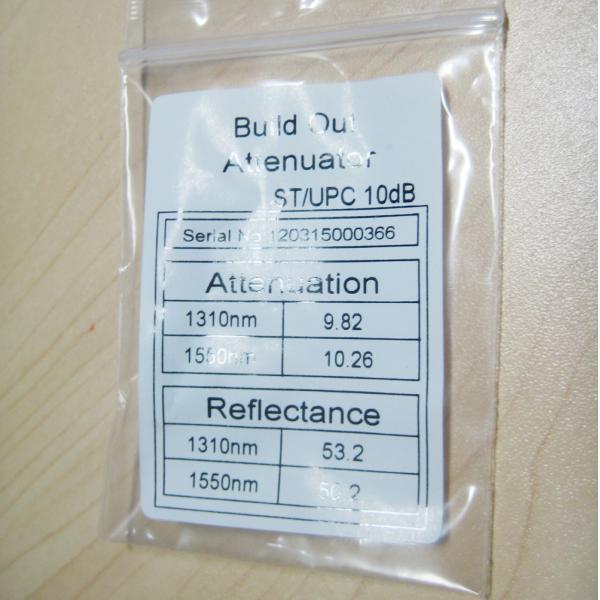 Build Out
Attenuator
ST/UPC 10dB
Serial No 120315000366
Attenuation
1310nm 9.82
1550nm 10.26
Reflectance
1310nm 53.2
1550nm